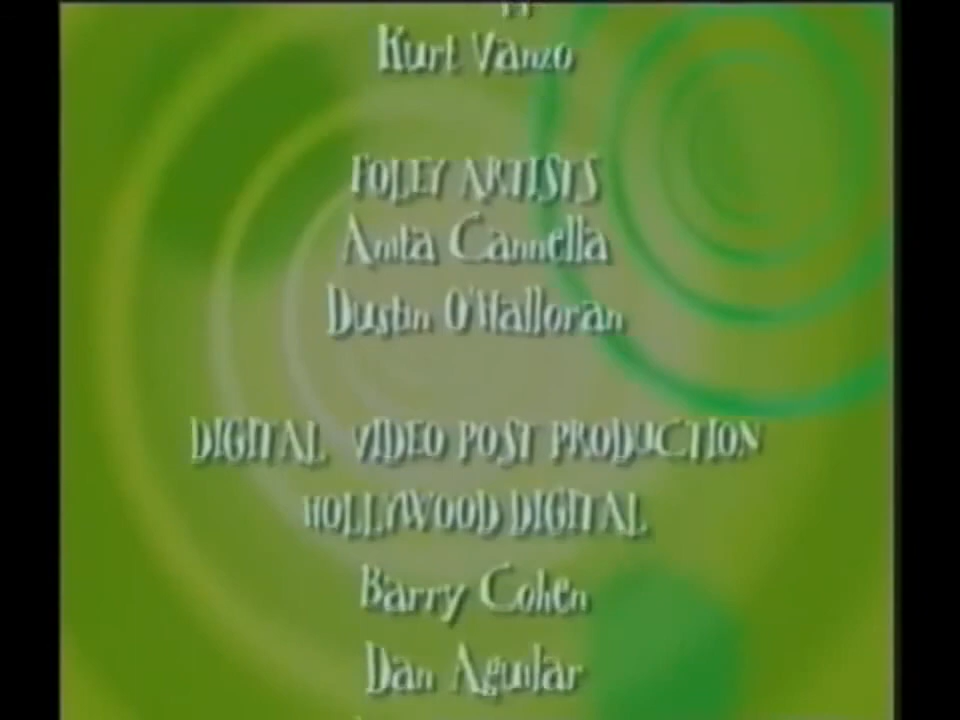 Kurt Vanzo
FOLEY ARTISTS
Anita Cannella
Dustin O'Halloran
DIGITAL VIDEO POST PRODUCTION
HOLLYWOOD DIGITAL
Barry Cohen
Dan Aguilar